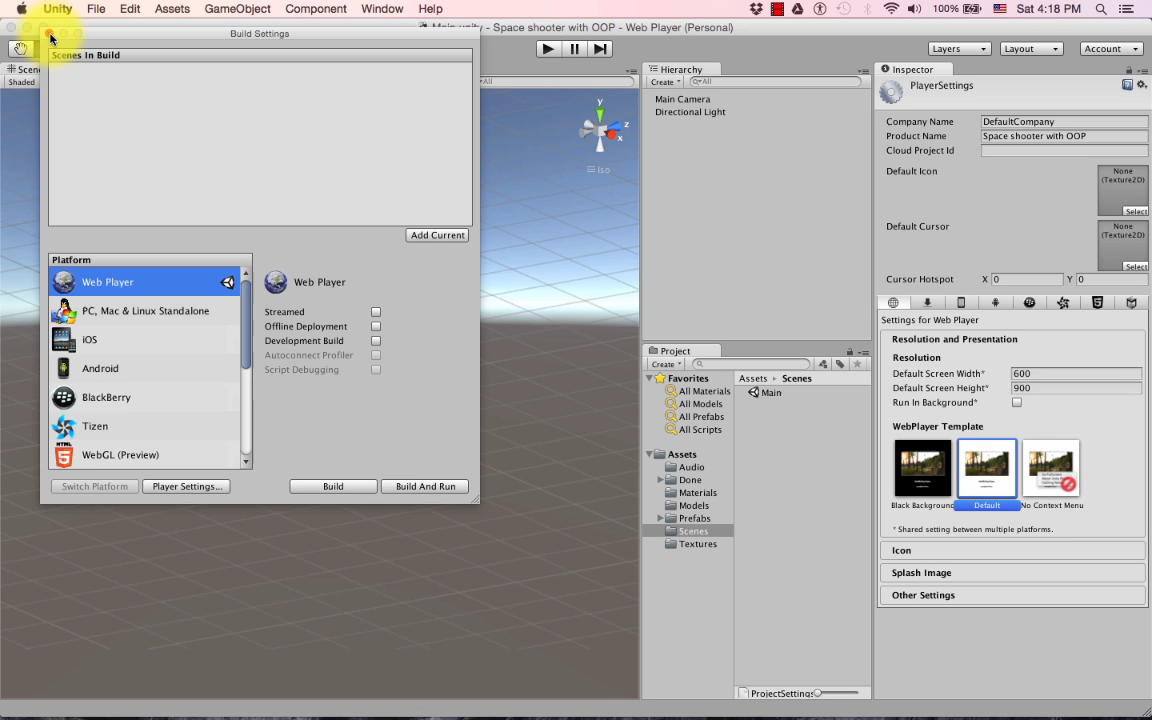 Unity File Edit Assets GameObject Component Window Help 100% Sat 4:18 PM
Main.unity - Space shooter with OOP - Web Player (Personal)
Build Settings
Layers Layout Account
Scenes In Build
Scene
Shaded
All
y
z
x
Iso
Add Current
Platform
Web Player
PC, Mac & Linux Standalone
iOS
Android
BlackBerry
Tizen
HTML
5
WebGL (Preview)
Web Player
Streamed
Offline Deployment
Development Build
Autoconnect Profiler
Script Debugging
Switch Platform Player Settings... Build Build And Run
Hierarchy
Create All
Main Camera
Directional Light
Project
Create
Favorites
All Materials
All Models
All Prefabs
All Scripts
Assets
Audio
Done
Materials
Models
Prefabs
Scenes
Textures
Assets Scenes
Main
ProjectSettings
Inspector
PlayerSettings
Company Name DefaultCompany
Product Name Space shooter with OOP
Cloud Project Id
Default Icon
None
(Texture2D)
Select
Default Cursor
None
(Texture2D)
Select
Cursor Hotspot X 0 Y 0
Settings for Web Player
Resolution and Presentation
Resolution
Default Screen Width* 600
Default Screen Height* 900
Run In Background*
WebPlayer Template
Black Background Default No Context Menu
* Shared setting between multiple platforms.
Icon
Splash Image
Other Settings